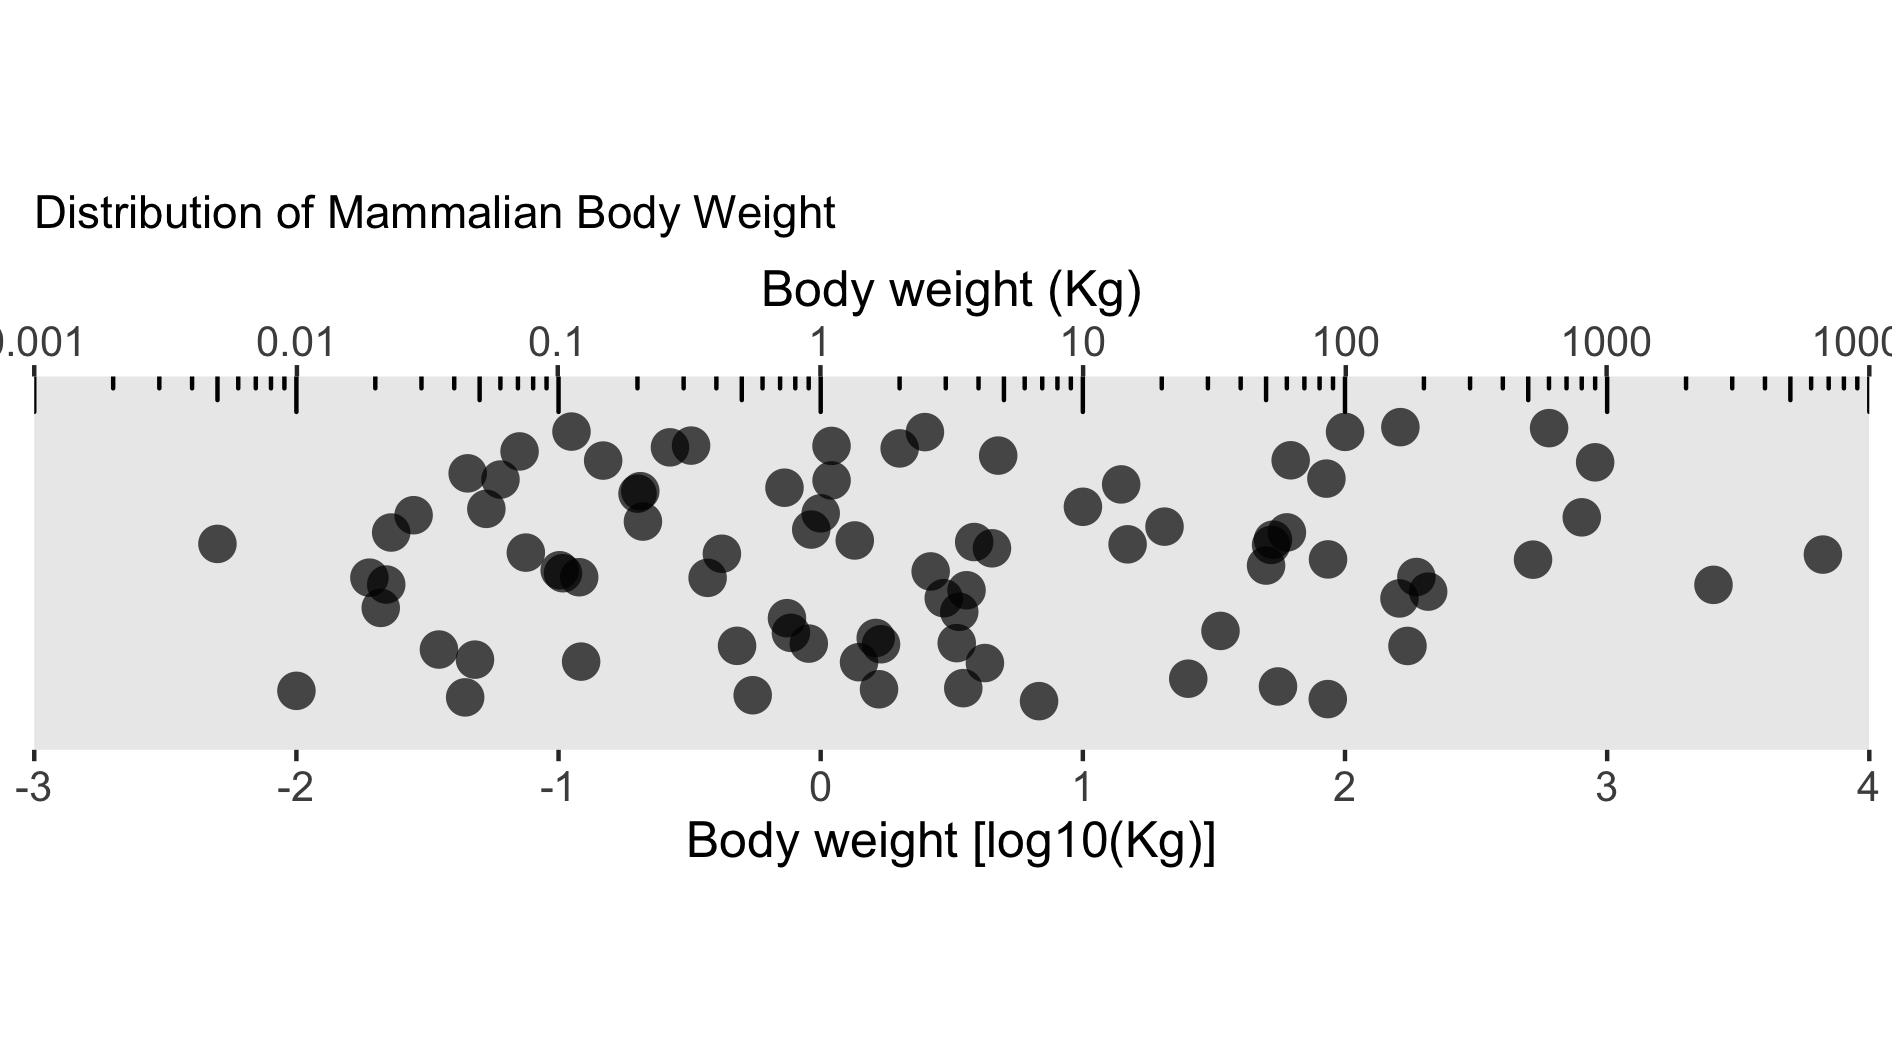 Distribution of Mammalian Body Weight
Body weight (Kg)
0.001 0.01 0.1 1 10 100 1000 1000
-3 -2 -1 0 1 2 3 4
Body weight [log10(Kg)]